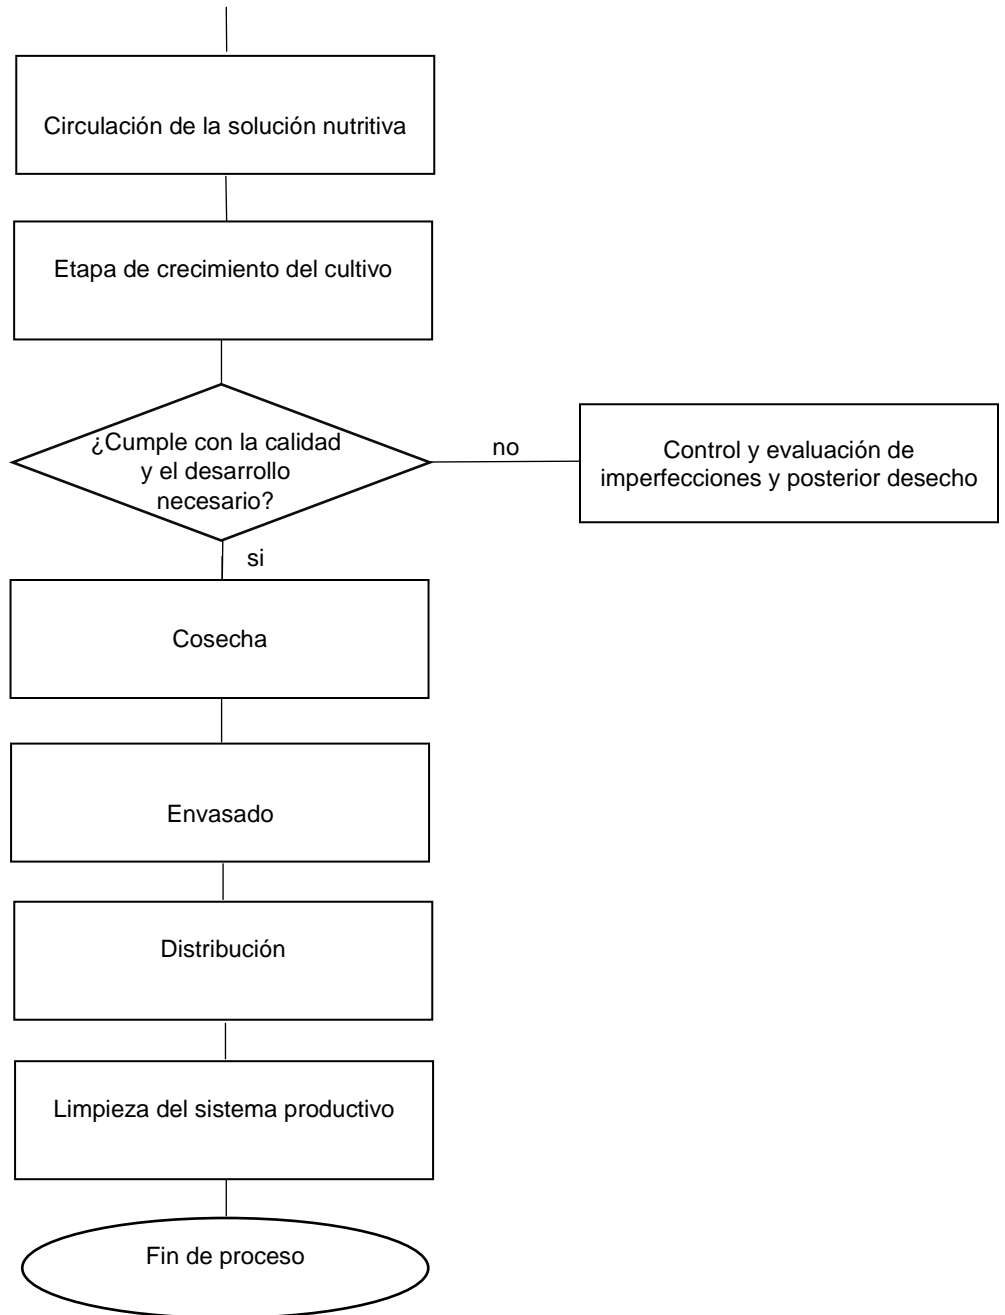 Circulación de la solución nutritiva
Etapa de crecimiento del cultivo
¿Cumple con la calidad
y el desarrollo
necesario?
no
Control y evaluación de
imperfecciones y posterior desecho
si
Cosecha
Envasado
Distribución
Limpieza del sistema productivo
Fin de proceso